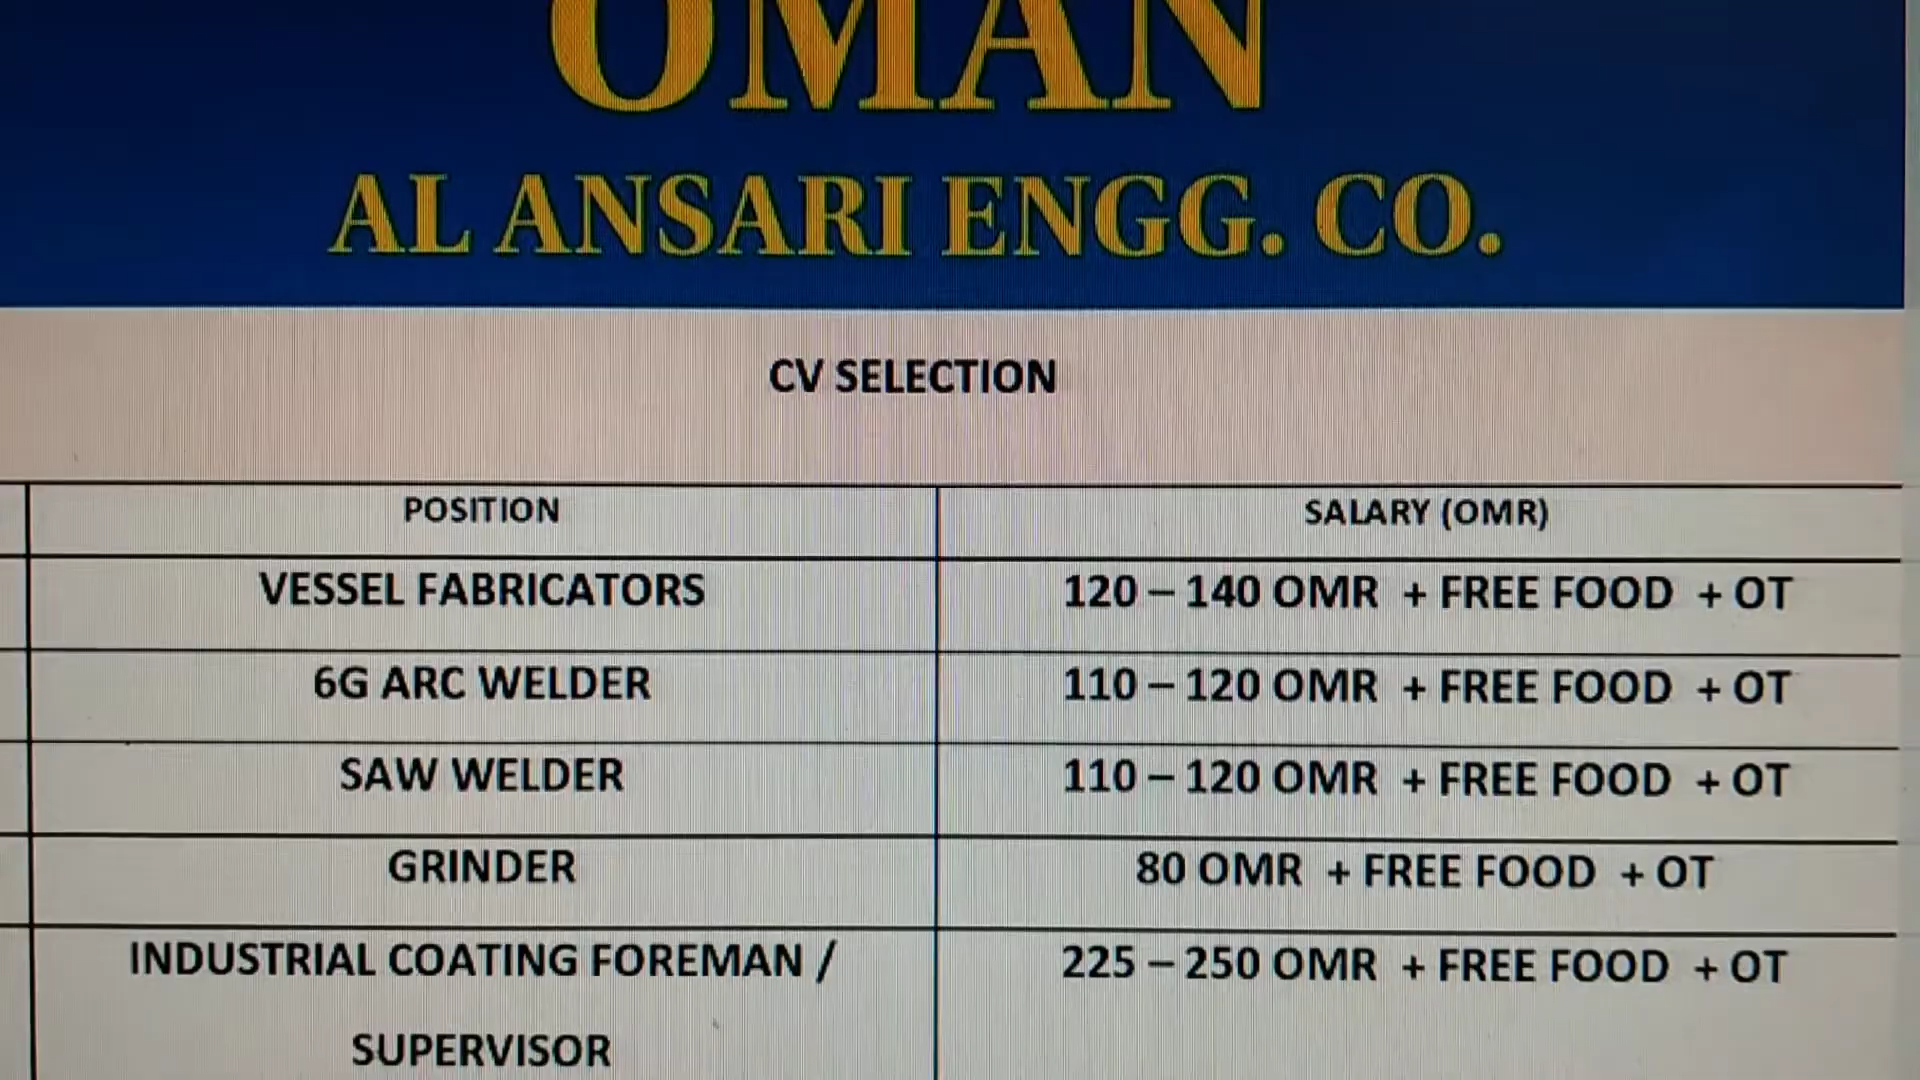 OMAN
AL ANSARI ENGG. CO.
CV SELECTION
POSITION SALARY (OMR)
VESSEL FABRICATORS 120 – 140 OMR + FREE FOOD + OT
6G ARC WELDER 110 – 120 OMR + FREE FOOD + OT
SAW WELDER 110 – 120 OMR + FREE FOOD + OT
GRINDER 80 OMR + FREE FOOD + OT
INDUSTRIAL COATING FOREMAN / 225 – 250 OMR + FREE FOOD + OT
SUPERVISOR